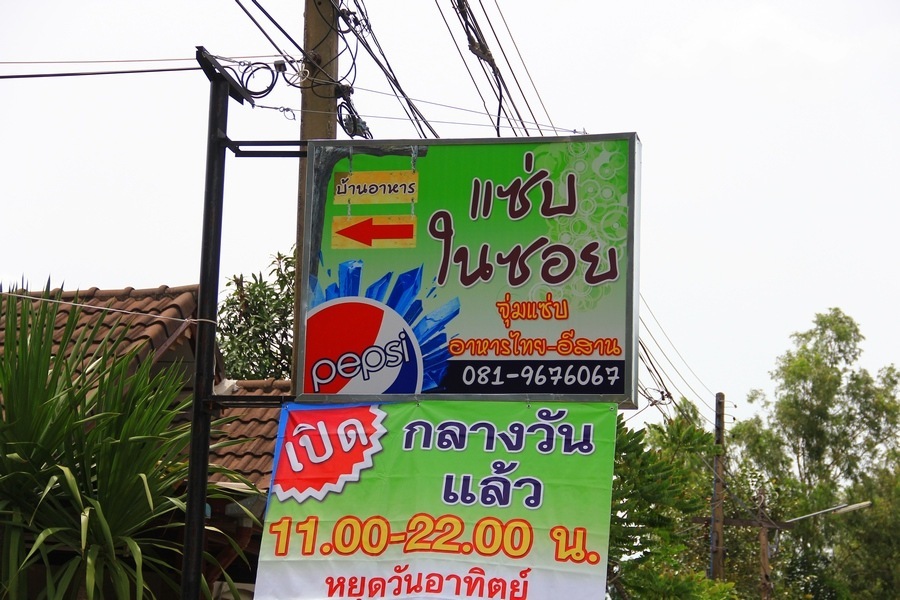 บ้านอาหาร
แซ่บ
ในซอย
pepsi
จุ่มแซ่บ
อาหารไทย-อีสาน
081-9676067
เปิด
กลางวัน
แล้ว
11.00-22.00 น.
หยุดวันอาทิตย์